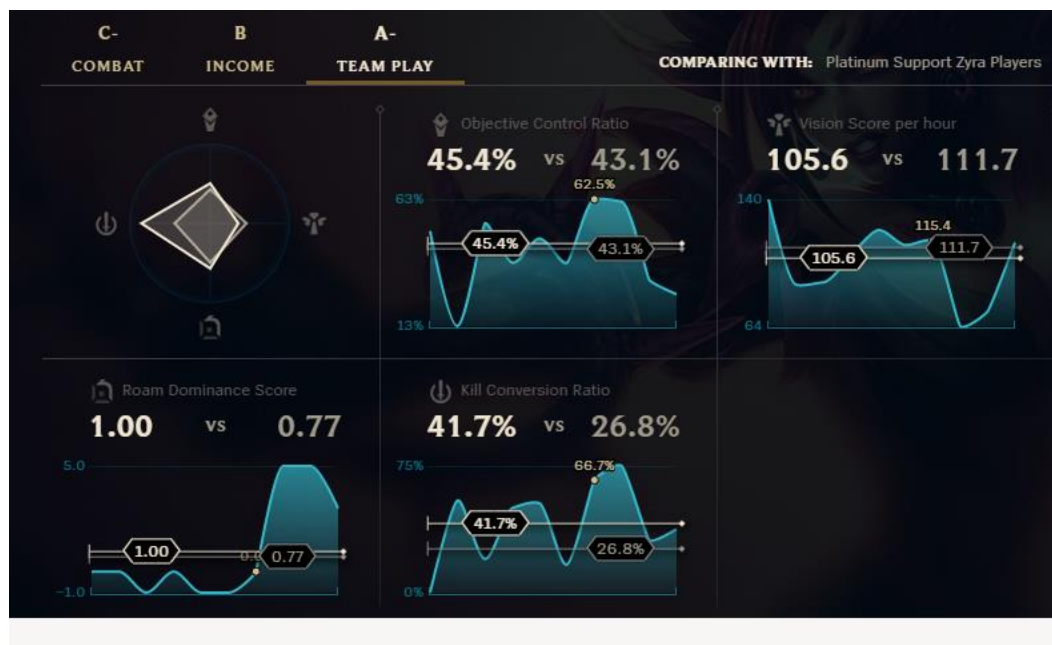 C- B A-
COMBAT INCOME TEAM PLAY COMPARING WITH: Platinum Support Zyra Players
Objective Control Ratio
45.4% vs 43.1%
62.5%
63%
45.4%
43.1%
13%
Vision Score per hour
105.6 vs 111.7
140
115.4
111.7
105.6
64
Roam Dominance Score
1.00 vs 0.77
5.0
1.00
0.77
-1.0
Kill Conversion Ratio
41.7% vs 26.8%
66.7%
75%
41.7%
26.8%
0%